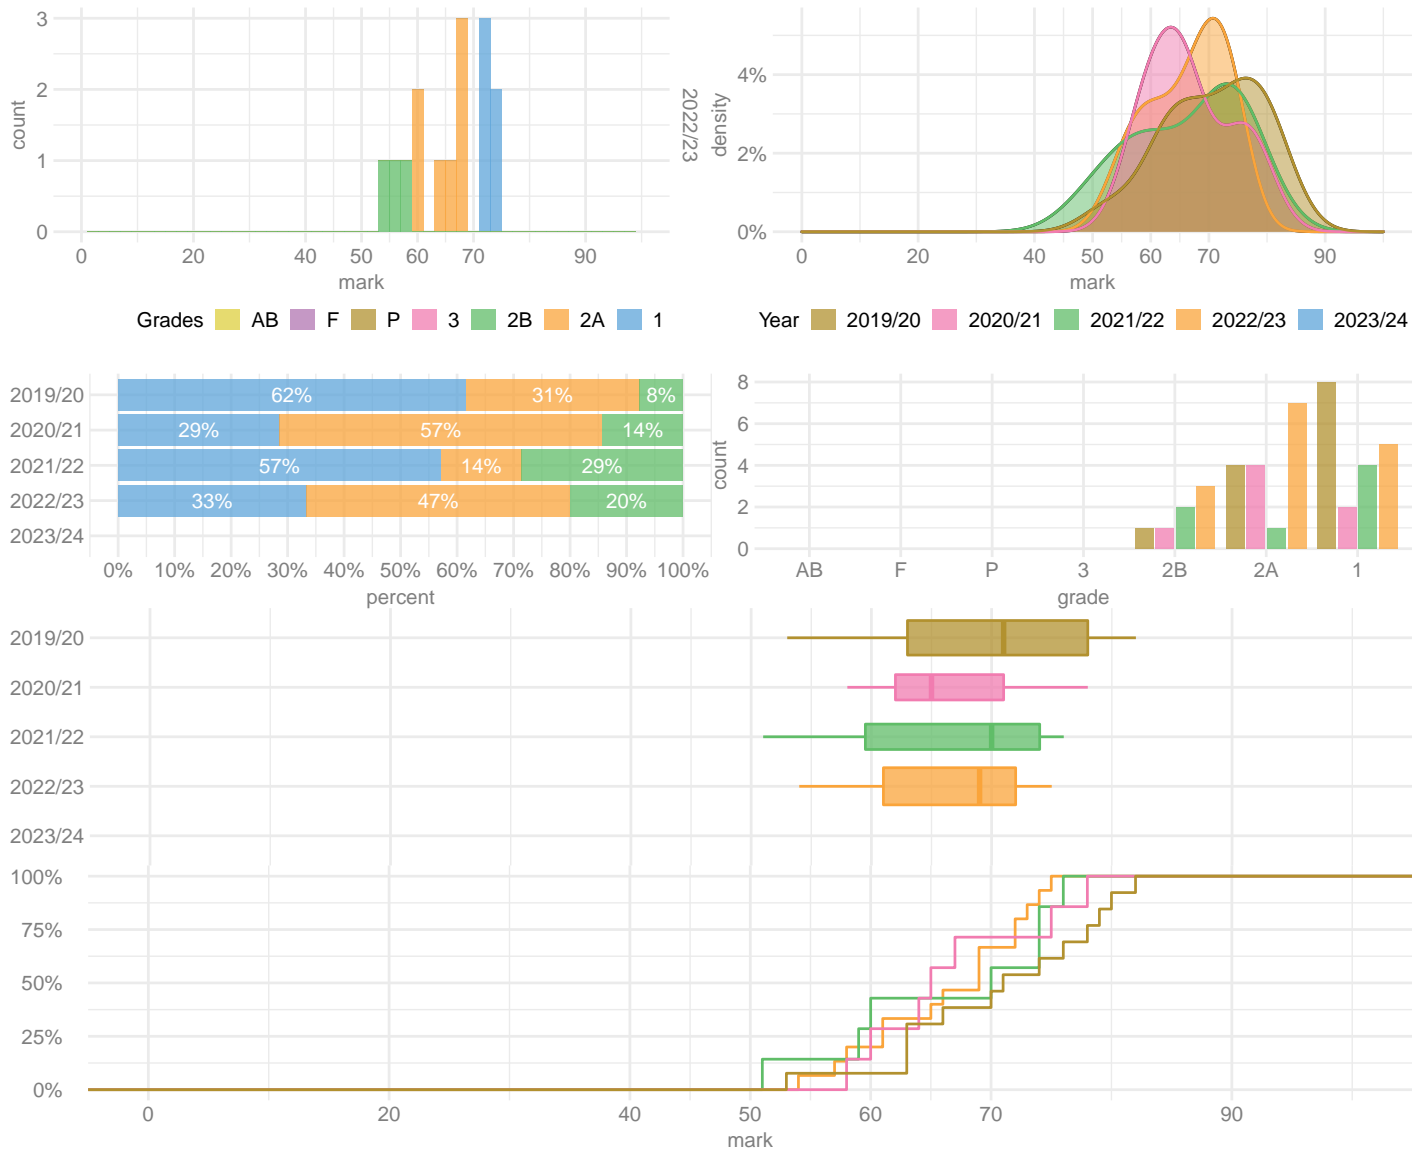 3
2
1
0
count
0 20 40 50 60 70 90
mark
2022/23
4%
2%
0%
density
0 20 40 50 60 70 90
mark
Grades AB F P 3 2B 2A 1
Year 2019/20 2020/21 2021/22 2022/23 2023/24
2019/20 62% 31% 8%
2020/21 29% 57% 14%
2021/22 57% 14% 29%
2022/23 33% 47% 20%
2023/24
0% 10% 20% 30% 40% 50% 60% 70% 80% 90% 100%
percent
8
6
4
2
0
count
AB F P 3 2B 2A 1
grade
2019/20
2020/21
2021/22
2022/23
2023/24
100%
75%
50%
25%
0%
0 20 40 50 60 70 90
mark